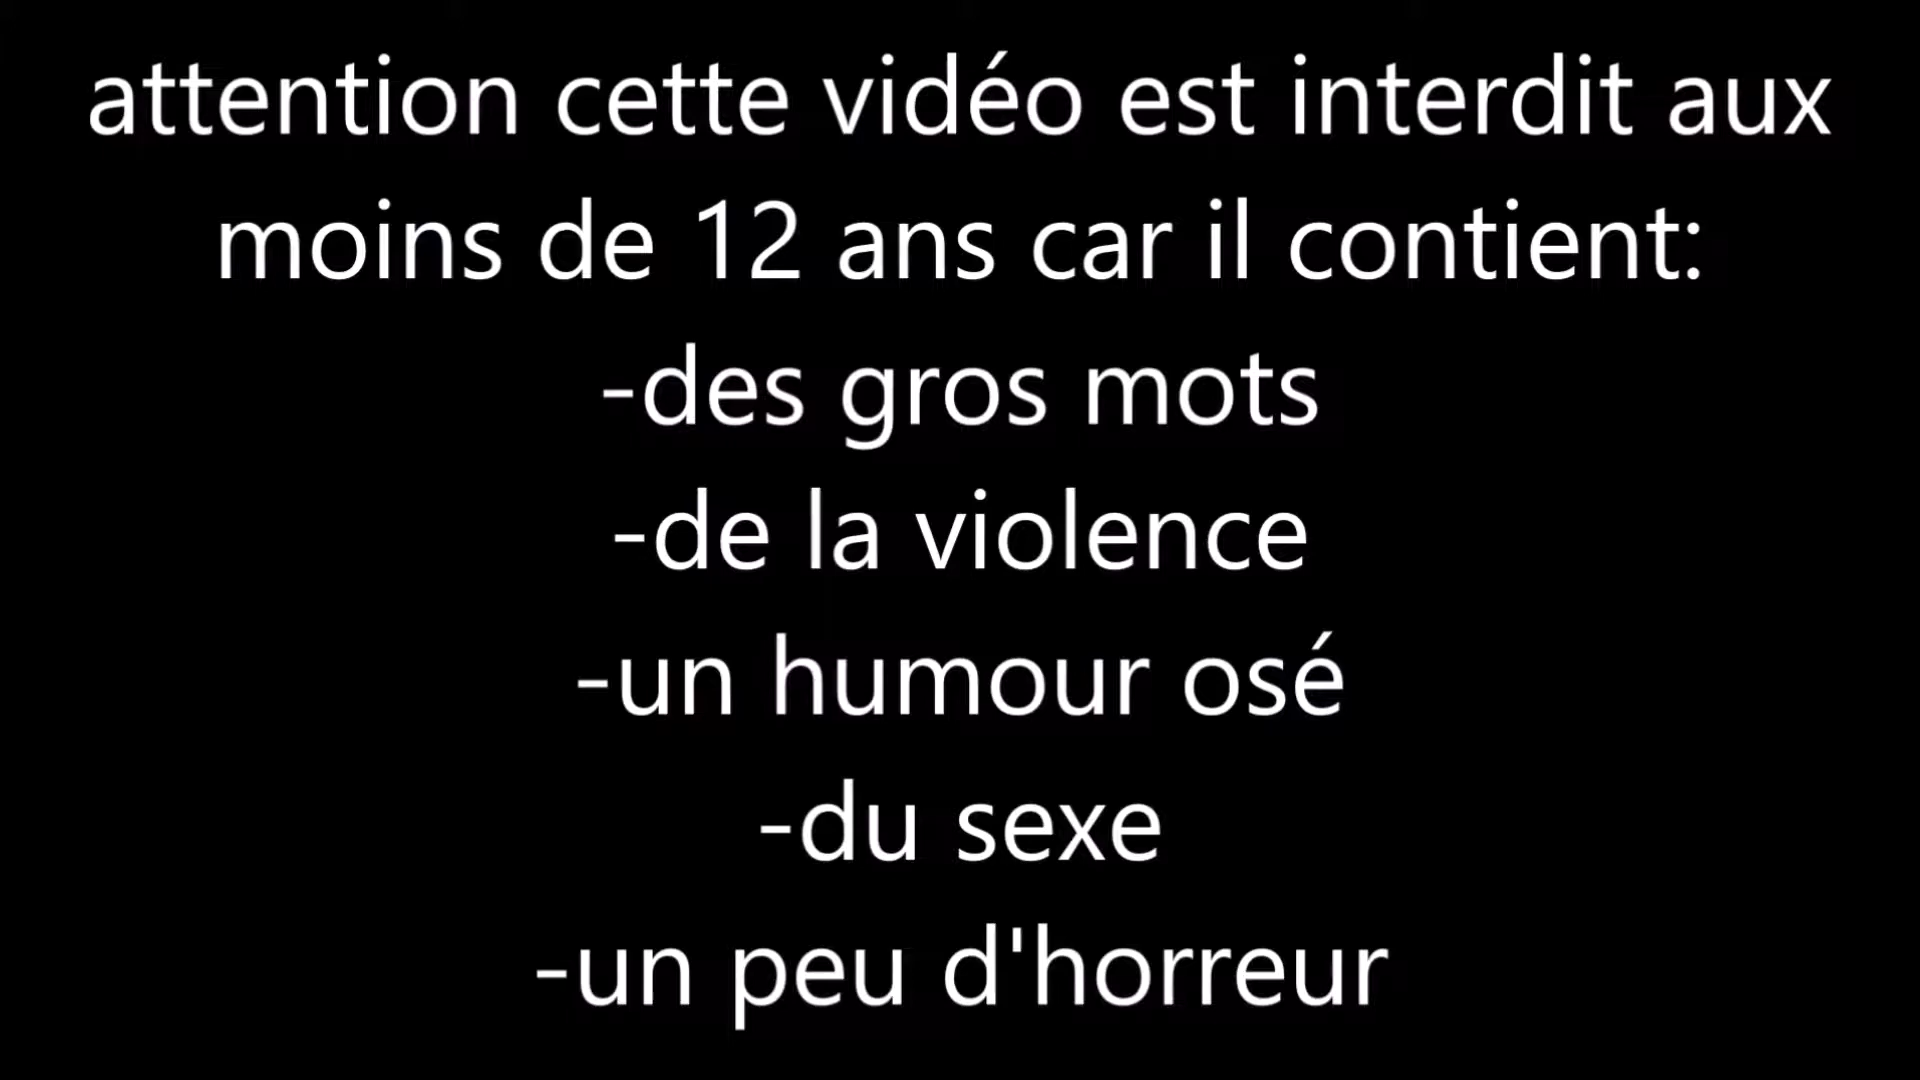 attention cette vidéo est interdit aux
moins de 12 ans car il contient:
-des gros mots
-de la violence
-un humour osé
-du sexe
-un peu d'horreur